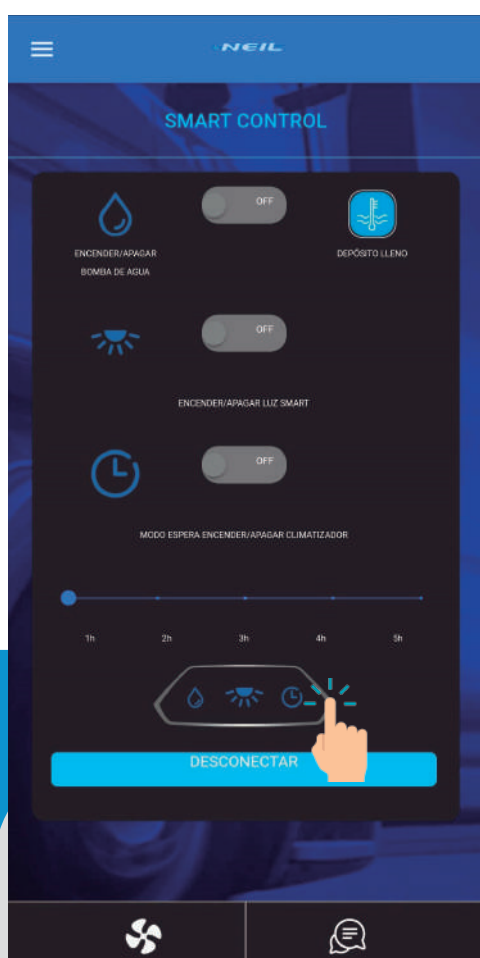 NEIL
SMART CONTROL
OFF
ENCENDER/APAGAR
BOMBA DE AGUA
DEPÓSITO LLENO
OFF
ENCENDER/APAGAR LUZ SMART
OFF
MODO ESPERA ENCENDER/APAGAR CLIMATIZADOR
1h 2h 3h 4h 5h
DESCONECTAR